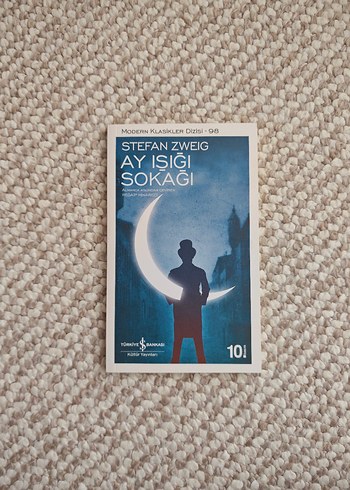 MODERN KLASİKLER DİZİSİ - 98
STEFAN ZWEIG
AY IŞIĞI
SOKAĞI
TÜRKİYE İŞ BANKASI
Kültür Yayınları
10